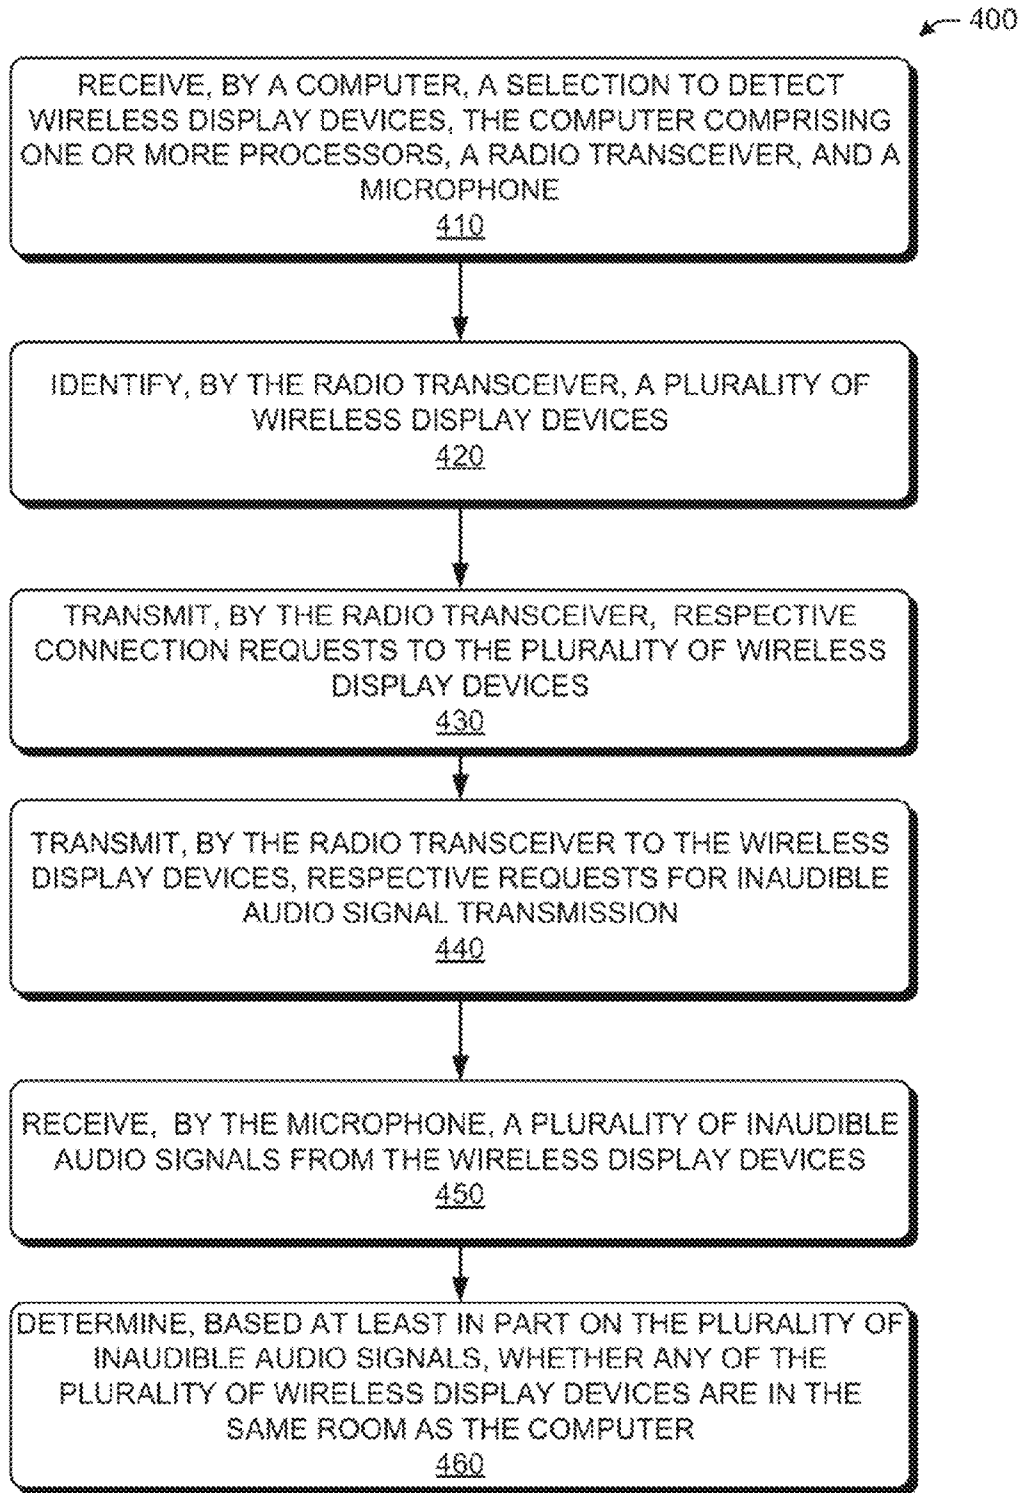 400
RECEIVE, BY A COMPUTER, A SELECTION TO DETECT
WIRELESS DISPLAY DEVICES, THE COMPUTER COMPRISING
ONE OR MORE PROCESSORS, A RADIO TRANSCEIVER, AND A
MICROPHONE
410
IDENTIFY, BY THE RADIO TRANSCEIVER, A PLURALITY OF
WIRELESS DISPLAY DEVICES
420
TRANSMIT, BY THE RADIO TRANSCEIVER, RESPECTIVE
CONNECTION REQUESTS TO THE PLURALITY OF WIRELESS
DISPLAY DEVICES
430
TRANSMIT, BY THE RADIO TRANSCEIVER TO THE WIRELESS
DISPLAY DEVICES, RESPECTIVE REQUESTS FOR INAUDIBLE
AUDIO SIGNAL TRANSMISSION
440
RECEIVE, BY THE MICROPHONE, A PLURALITY OF INAUDIBLE
AUDIO SIGNALS FROM THE WIRELESS DISPLAY DEVICES
450
DETERMINE, BASED AT LEAST IN PART ON THE PLURALITY OF
INAUDIBLE AUDIO SIGNALS, WHETHER ANY OF THE
PLURALITY OF WIRELESS DISPLAY DEVICES ARE IN THE
SAME ROOM AS THE COMPUTER
460